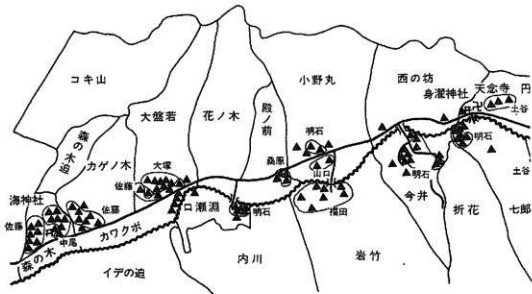 コキ山
大盤若
花ノ木
殿ノ前
小野丸
西の坊
身濯神社
天念寺
円
土谷
森の木迫
カゲノ木
大塚
佐藤
桑原
明石
山口
明石
海神社
佐藤
中尾
佐藤
口瀬淵
明石
福田
明石
土谷
森の木
カワクボ
イデの迫
内川
岩竹
今井
折花
七郎